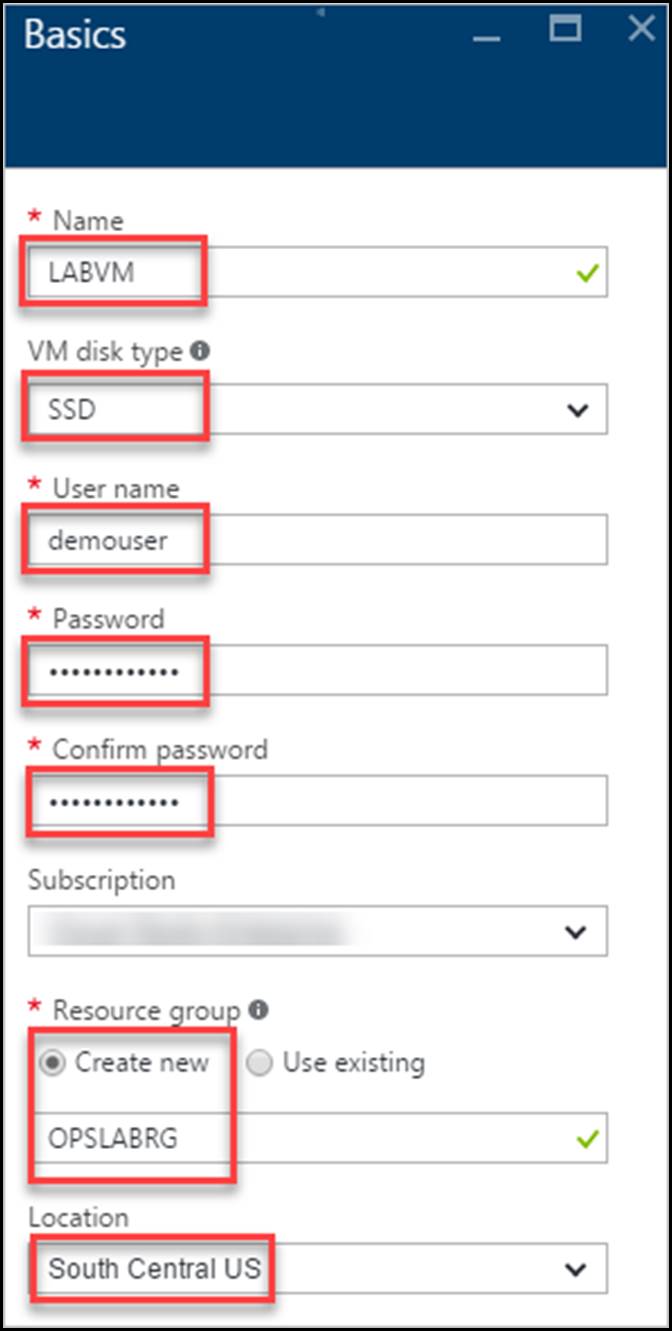 Basics
* Name
LABVM
VM disk type
SSD
* User name
demouser
* Password
••••••••••••
* Confirm password
••••••••••••
Subscription
* Resource group
Create new Use existing
OPSLABRG
Location
South Central US